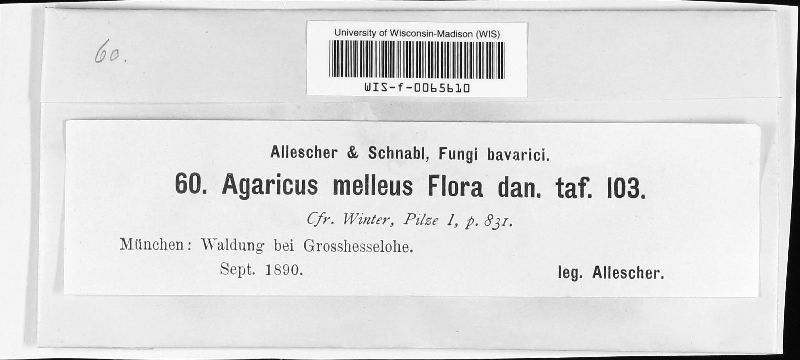 60.
University of Wisconsin-Madison (WIS)
WIS-f-0065610
Allescher & Schnabl, Fungi bavarici.
60. Agaricus melleus Flora dan. taf. 103.
Cfr. Winter, Pilze I, p. 831.
München: Waldung bei Grosshesselohe.
Sept. 1890.
leg. Allescher.